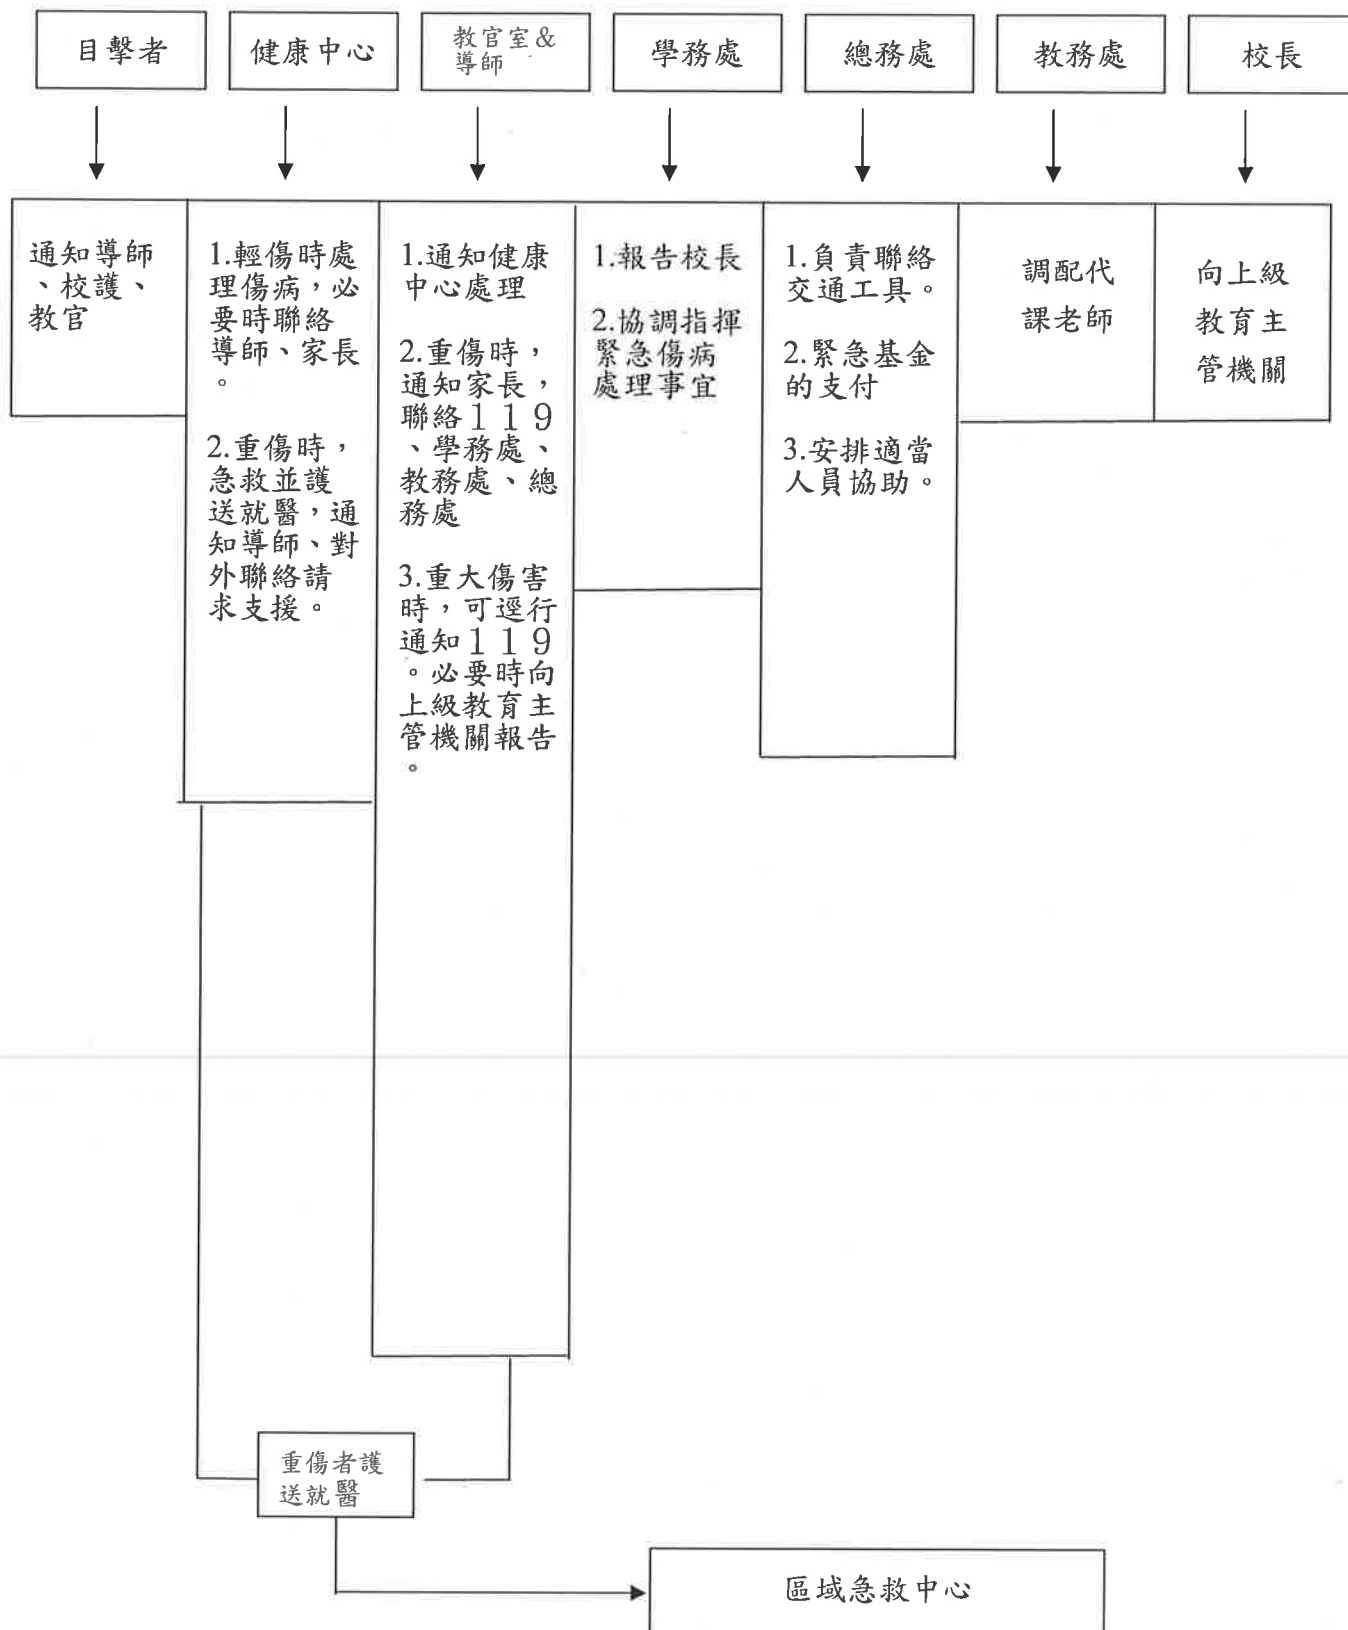 目擊者
健康中心
教官室&
導師
學務處
總務處
教務處
校長
通知導師
、校護、
教官
1.輕傷時處
理傷病，必
要時聯絡
導師、家長
。
2.重傷時，
急救並護
送就醫，通
知導師、對
外聯絡請
求支援。
1.通知健康
中心處理
2.重傷時，
通知家長，
聯絡１１９
、學務處、
教務處、總
務處
3.重大傷害
時，可逕行
通知１１９
。必要時向
上級教育主
管機關報告
。
1.報告校長
2.協調指揮
緊急傷病
處理事宜
1.負責聯絡
交通工具。
2.緊急基金
的支付
3.安排適當
人員協助。
調配代
課老師
向上級
教育主
管機關
重傷者護
送就醫
區域急救中心